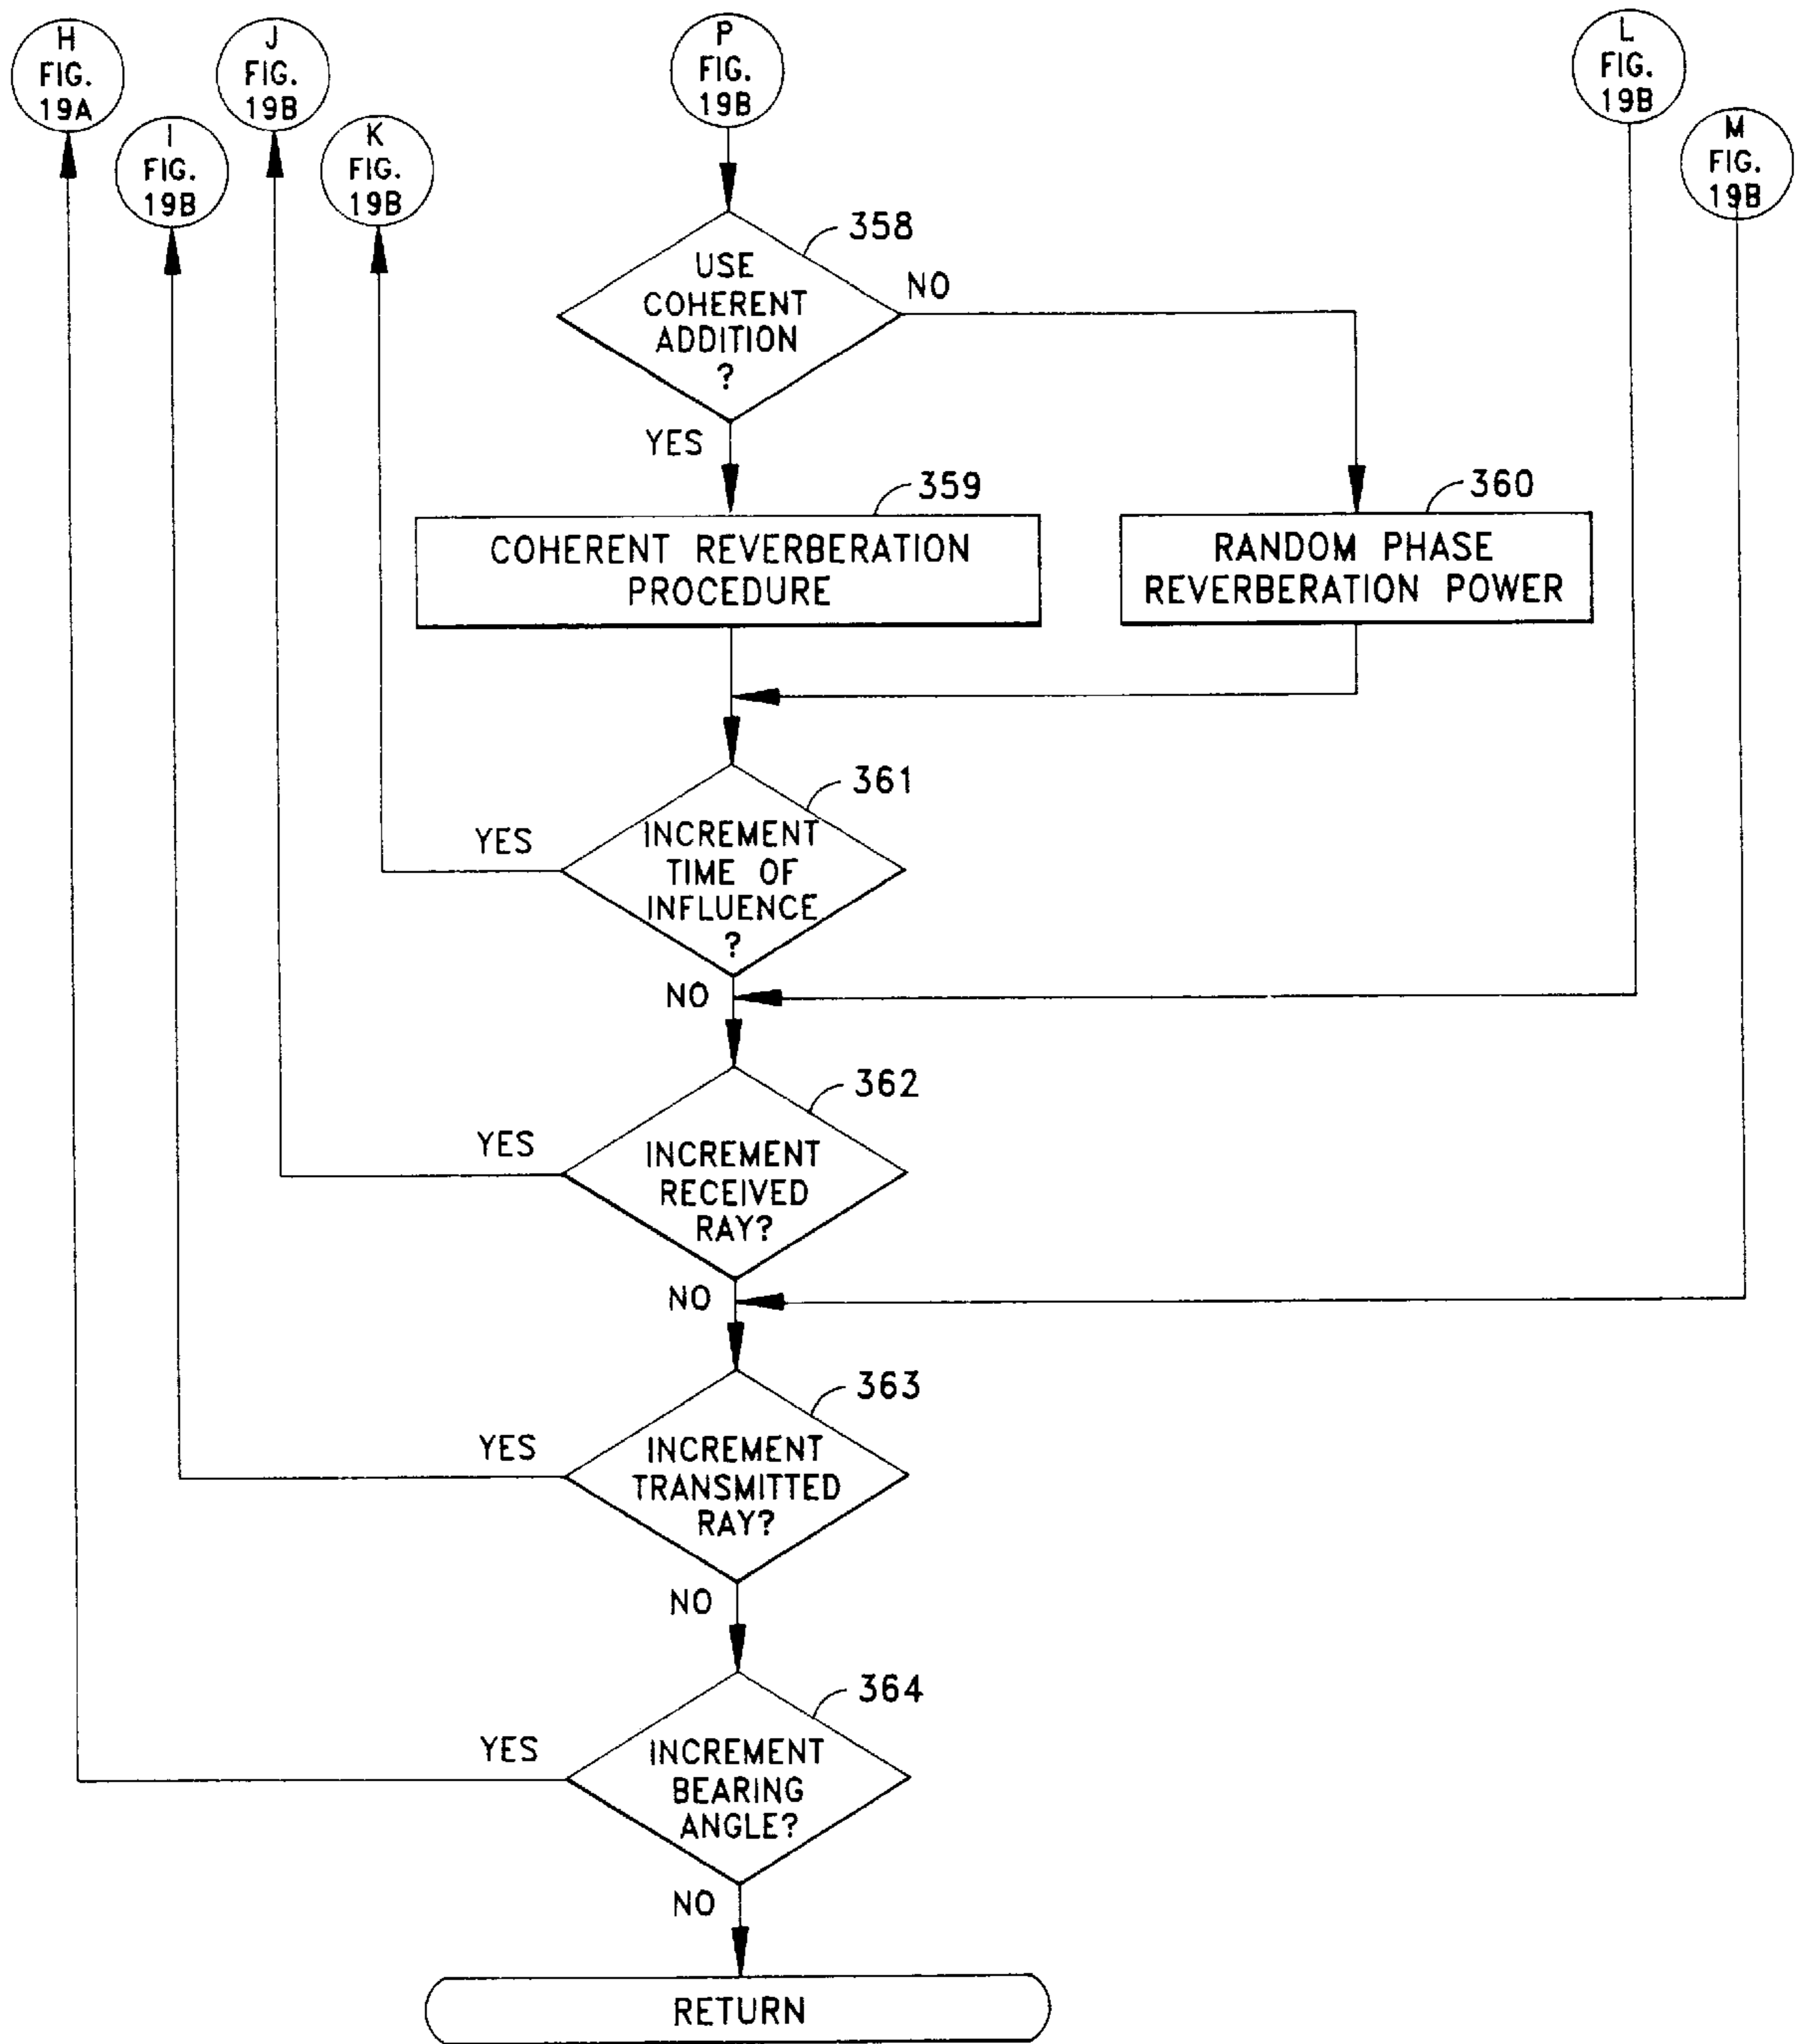 H
FIG.
19A
J
FIG.
19B
P
FIG.
19B
L
FIG.
19B
I
FIG.
19B
K
FIG.
19B
M
FIG.
19B
358
USE
COHERENT
ADDITION
?
NO
YES
359
COHERENT REVERBERATION
PROCEDURE
360
RANDOM PHASE
REVERBERATION POWER
361
INCREMENT
TIME OF
INFLUENCE
?
YES
NO
362
INCREMENT
RECEIVED
RAY?
YES
NO
363
INCREMENT
TRANSMITTED
RAY?
YES
NO
364
INCREMENT
BEARING
ANGLE?
YES
NO
RETURN